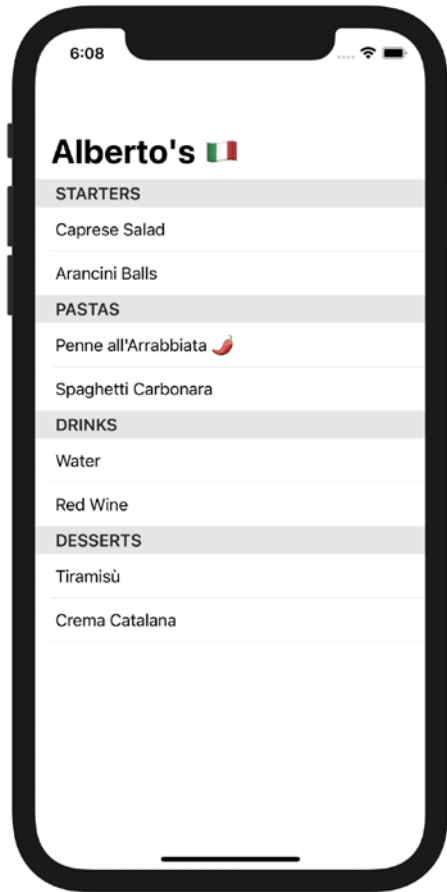 6:08
Alberto's 🇮🇹
STARTERS
Caprese Salad
Arancini Balls
PASTAS
Penne all'Arrabbiata 🌶️
Spaghetti Carbonara
DRINKS
Water
Red Wine
DESSERTS
Tiramisù
Crema Catalana